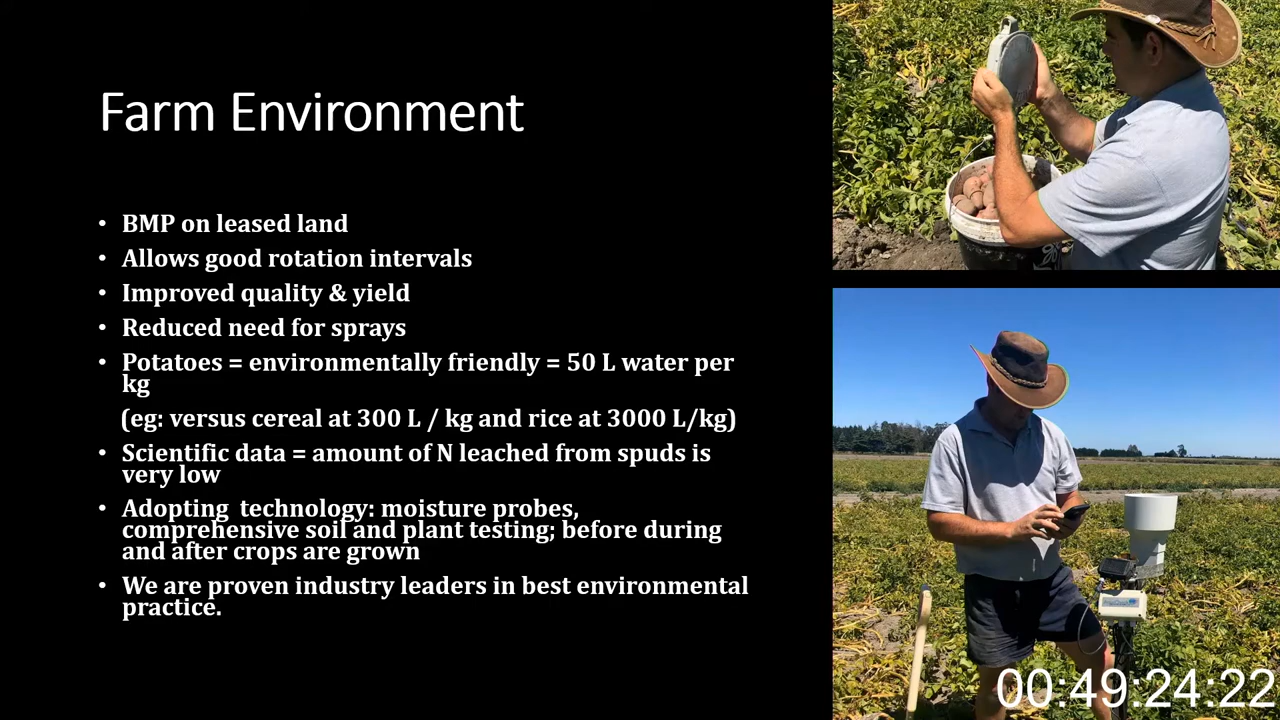 Farm Environment
• BMP on leased land
• Allows good rotation intervals
• Improved quality & yield
• Reduced need for sprays
• Potatoes = environmentally friendly = 50 L water per
kg
(eg: versus cereal at 300 L / kg and rice at 3000 L/kg)
• Scientific data = amount of N leached from spuds is
very low
• Adopting  technology: moisture probes,
comprehensive soil and plant testing; before during
and after crops are grown
• We are proven industry leaders in best environmental
practice.
00:49:24:22